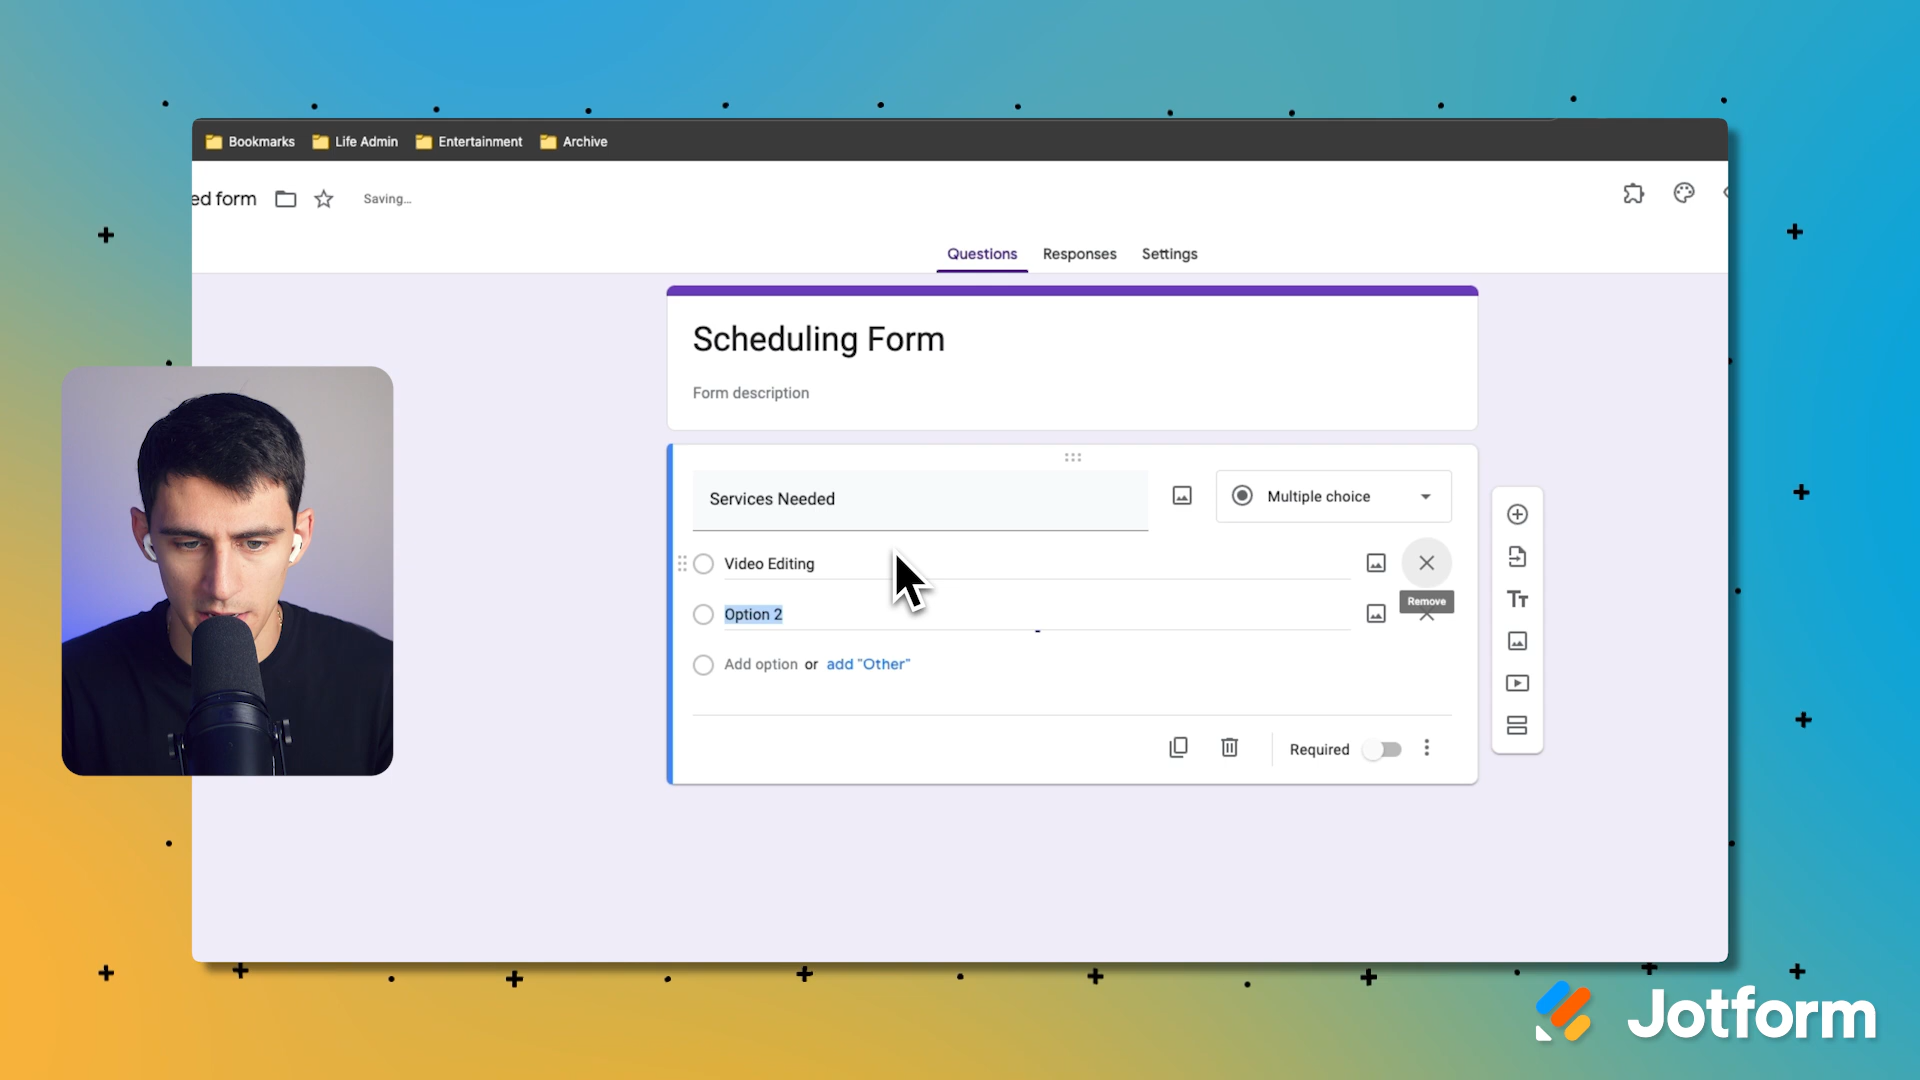 Bookmarks Life Admin Entertainment Archive
ed form Saving...
Questions Responses Settings
Scheduling Form
Form description
Services Needed Multiple choice
Video Editing
Remove
Option 2
Add option or add "Other"
Required
Jotform